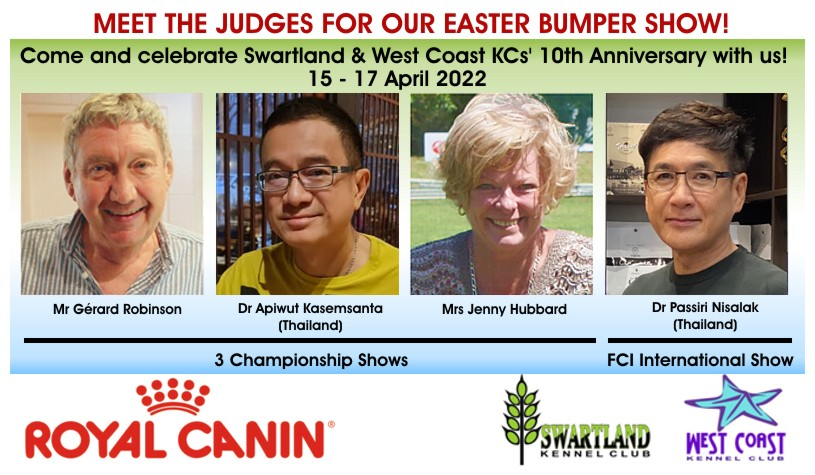 MEET THE JUDGES FOR OUR EASTER BUMPER SHOW!
Come and celebrate Swartland & West Coast KCs' 10th Anniversary with us!
15 - 17 April 2022
Mr Gérard Robinson
Dr Apiwut Kasemsanta
(Thailand)
Mrs Jenny Hubbard
Dr Passiri Nisalak
(Thailand)
3 Championship Shows
FCI International Show
ROYAL CANIN®
SWARTLAND
KENNEL CLUB
WEST COAST
KENNEL CLUB